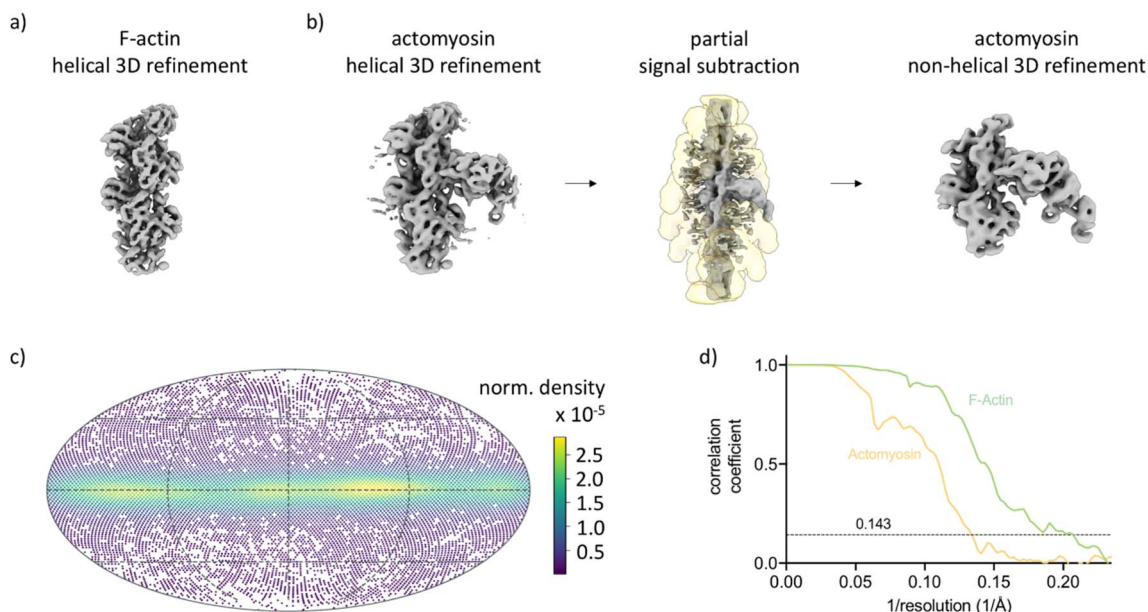 a)
F-actin
helical 3D refinement
b)
actomyosin
helical 3D refinement
partial
signal subtraction
actomyosin
non-helical 3D refinement
c)
norm. density
x 10⁻⁵
2.5
2.0
1.5
1.0
0.5
d)
correlation
coefficient
1.0
0.5
0.0
F-Actin
Actomyosin
0.143
0.00 0.05 0.10 0.15 0.20
1/resolution (1/Å)